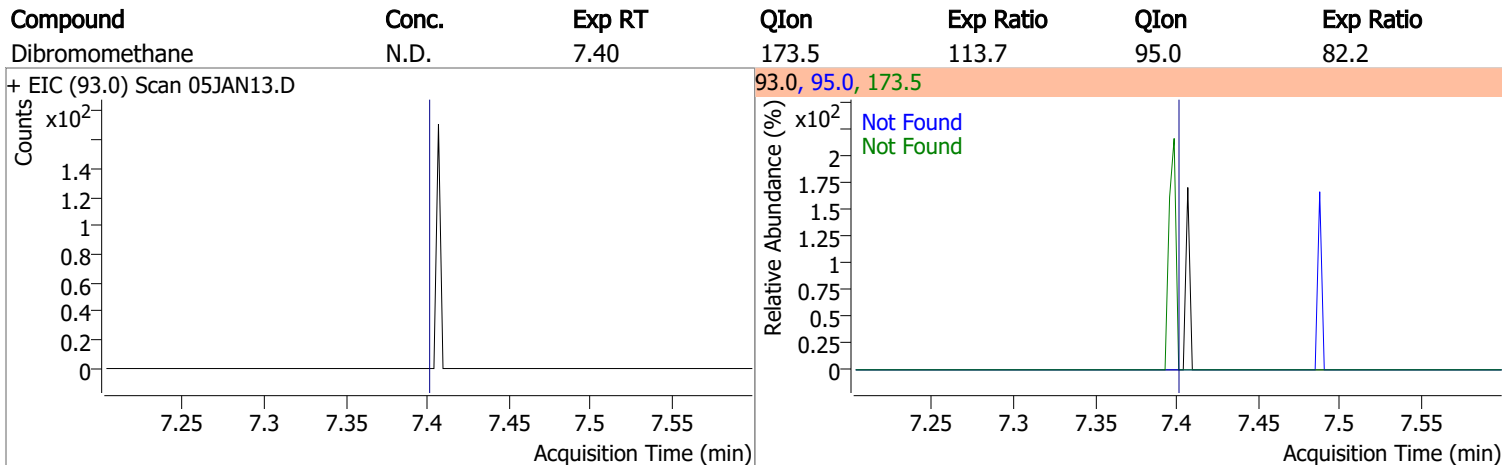 Compound Conc. Exp RT QIon Exp Ratio QIon Exp Ratio
Dibromomethane N.D. 7.40 173.5 113.7 95.0 82.2
+ EIC (93.0) Scan 05JAN13.D
Counts
x102
1.4
1.2
1
0.8
0.6
0.4
0.2
0
7.25 7.3 7.35 7.4 7.45 7.5 7.55
Acquisition Time (min)
93.0, 95.0, 173.5
Relative Abundance (%)
x102
Not Found
Not Found
2
1.75
1.5
1.25
1
0.75
0.5
0.25
0
7.25 7.3 7.35 7.4 7.45 7.5 7.55
Acquisition Time (min)